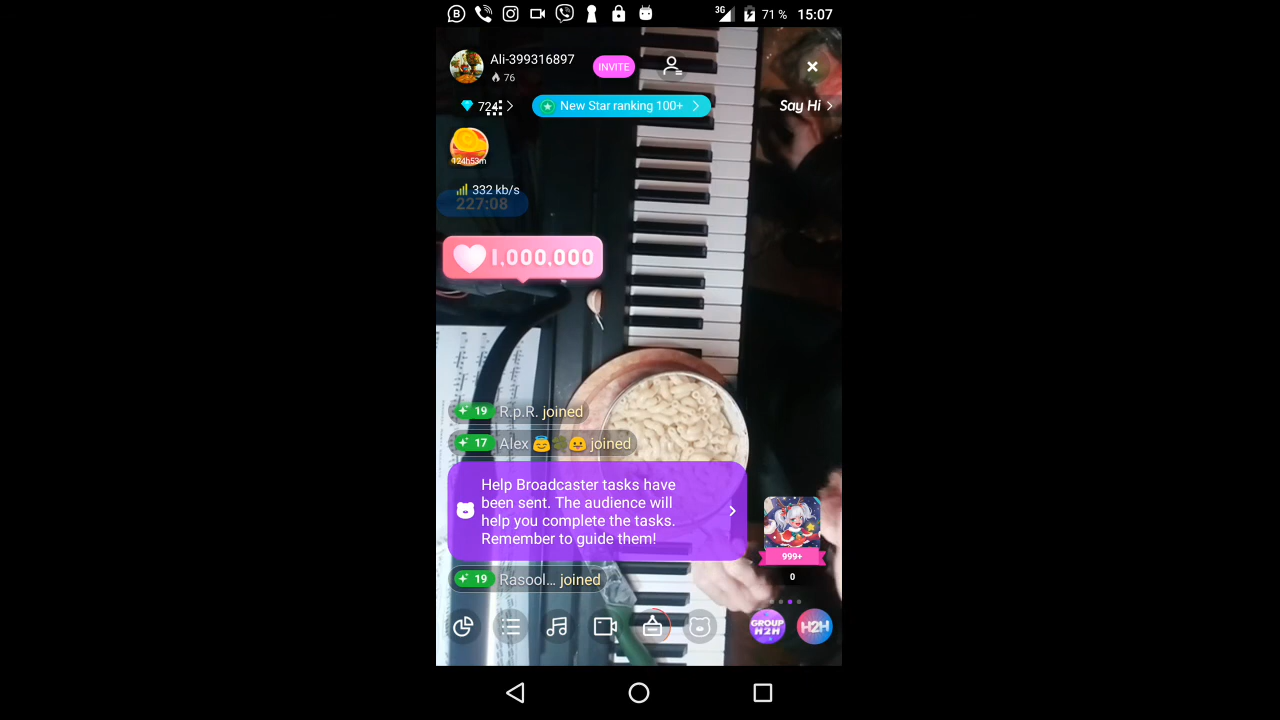 3G
71 %
15:07
Ali-399316897
76
INVITE
724
New Star ranking 100+
Say Hi
124h53m
332 kb/s
227:08
1,000,000
19 R.p.R. joined
17 Alex 😇🍀😛 joined
Help Broadcaster tasks have
been sent. The audience will
help you complete the tasks.
Remember to guide them!
999+
0
19 Rasool... joined
GROUP
H2H
H2H